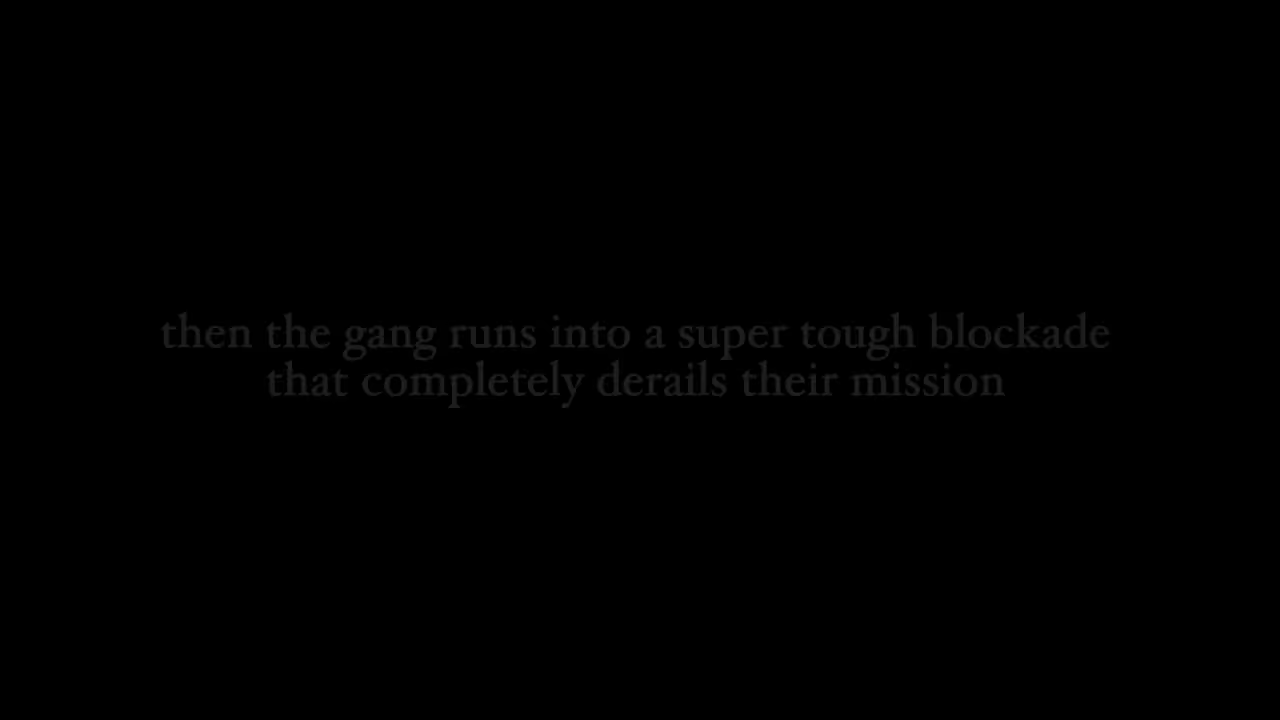 then the gang runs into a super tough blockade
that completely derails their mission